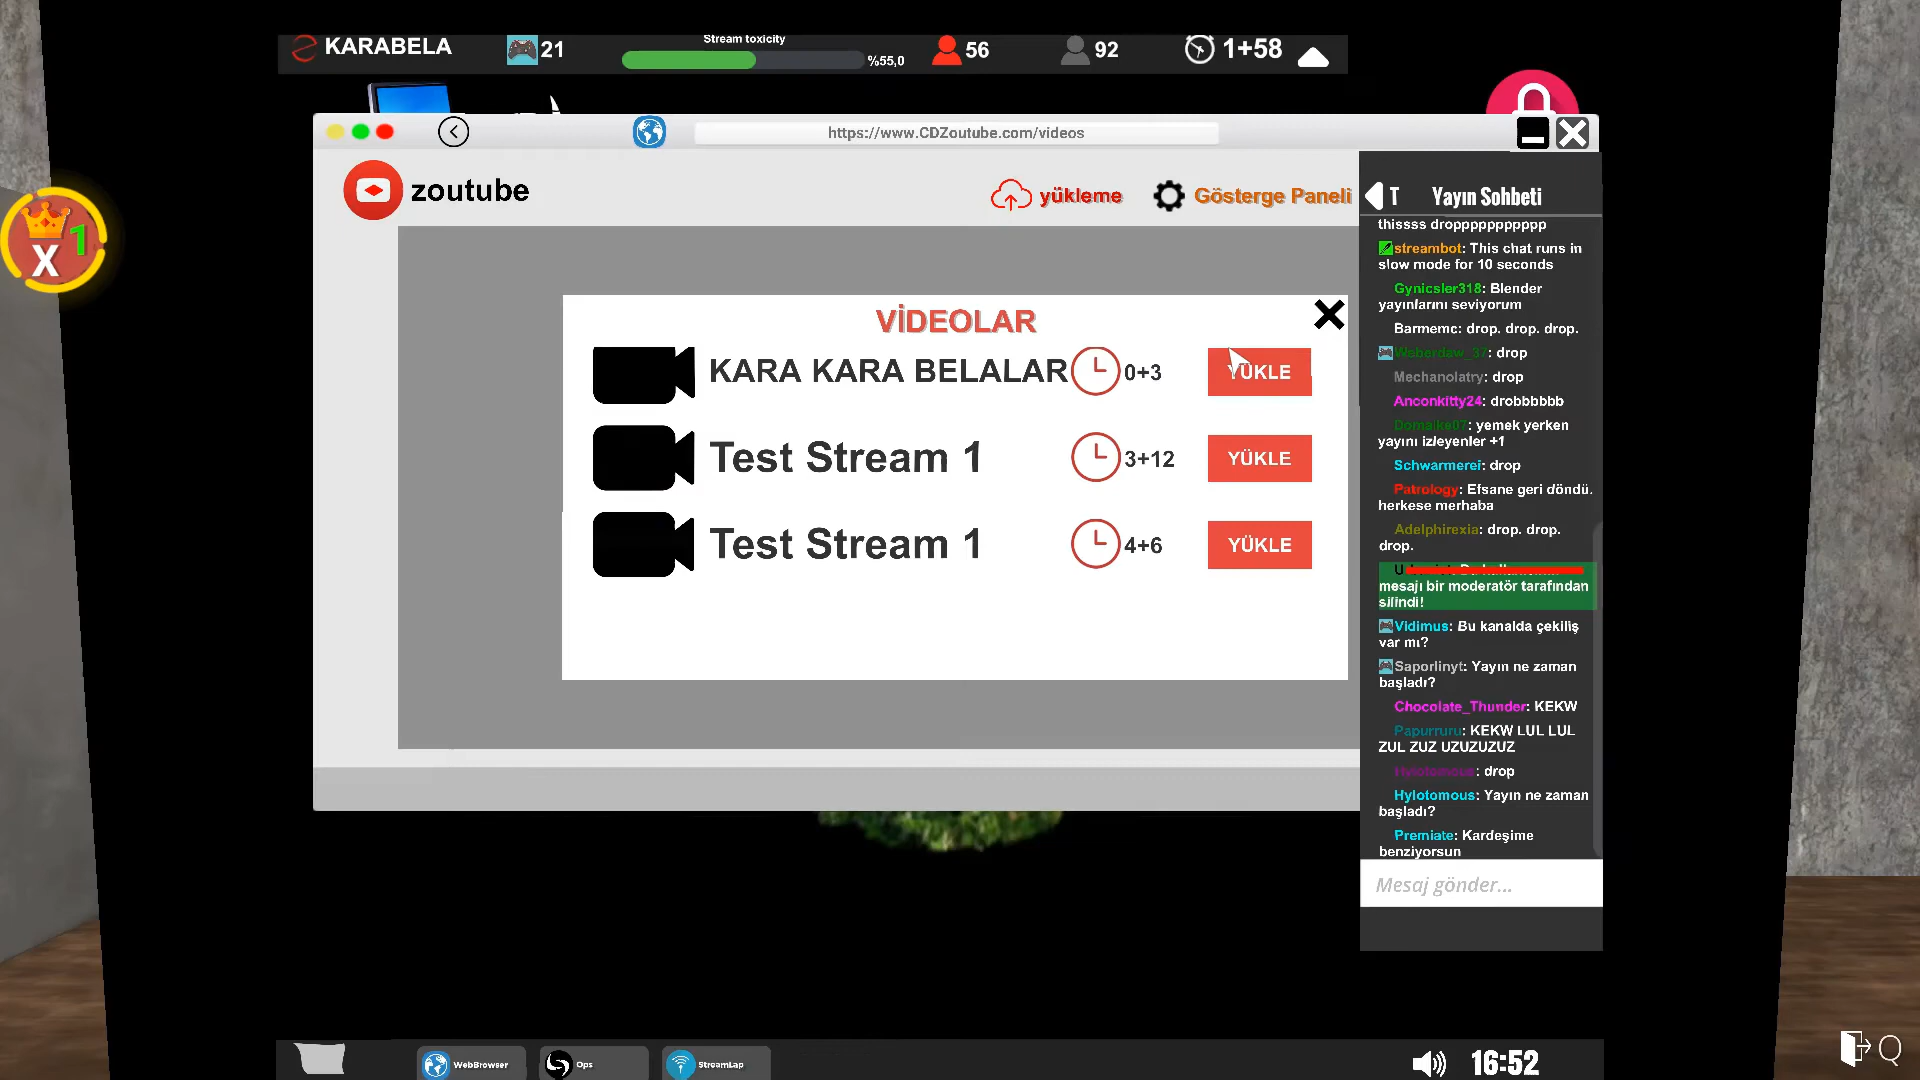 KARABELA
21
Stream toxicity
%55,0
56
92
1+58
https://www.CDZoutube.com/videos
X 1
zoutube
yükleme
Gösterge Paneli
VİDEOLAR
KARA KARA BELALAR 0+3 YÜKLE
Test Stream 1 3+12 YÜKLE
Test Stream 1 4+6 YÜKLE
T Yayın Sohbeti
thissss dropppppppppp
streambot: This chat runs in
slow mode for 10 seconds
Gynicsler318: Blender
yayınlarını seviyorum
Barmemc: drop. drop. drop.
Waberdaw_37: drop
Mechanolatry: drop
Anconkitty24: drobbbbbb
Domaike07: yemek yerken
yayını izleyenler +1
Schwarmerei: drop
Patrology: Efsane geri döndü.
herkese merhaba
Adelphirexia: drop. drop.
drop.
mesajı bir moderatör tarafından
silindi!
Vidimus: Bu kanalda çekiliş
var mı?
Saporlinyt: Yayın ne zaman
başladı?
Chocolate_Thunder: KEKW
Papurruru: KEKW LUL LUL
ZUL ZUZ UZUZUZUZ
Hylotomous: drop
Hylotomous: Yayın ne zaman
başladı?
Premiate: Kardeşime
benziyorsun
Mesaj gönder...
WebBrowser
Ops
StreamLap
16:52
Q